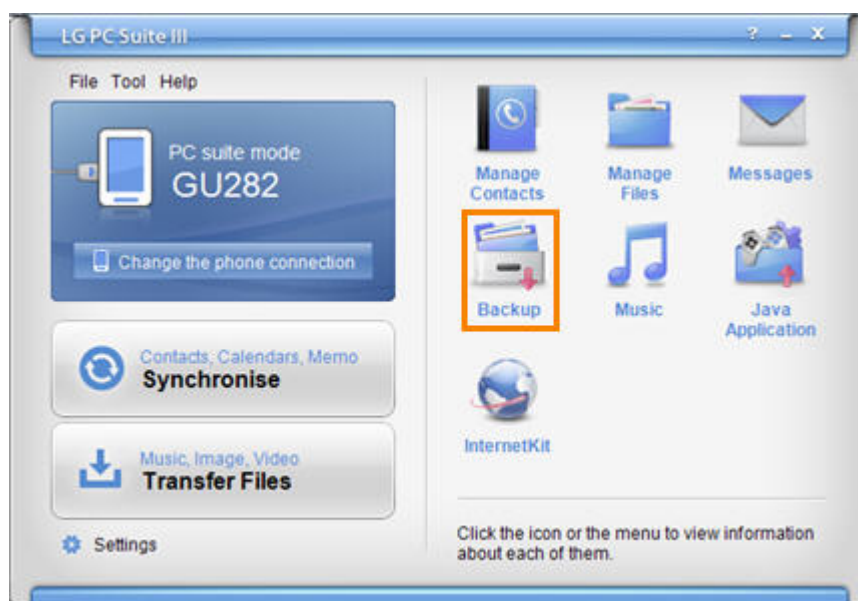 LG PC Suite III
? – X
File Tool Help
PC suite mode
GU282
Change the phone connection
Contacts, Calendars, Memo
Synchronise
Music, Image, Video
Transfer Files
Settings
Manage
Contacts
Manage
Files
Messages
Backup
Music
Java
Application
InternetKit
Click the icon or the menu to view information
about each of them.